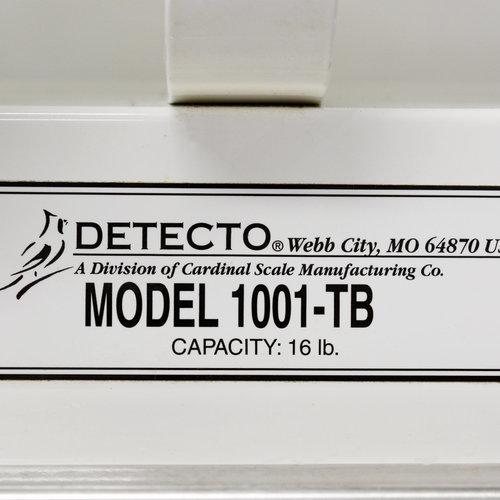 DETECTO® Webb City, MO 64870 U
A Division of Cardinal Scale Manufacturing Co.
MODEL 1001-TB
CAPACITY: 16 lb.